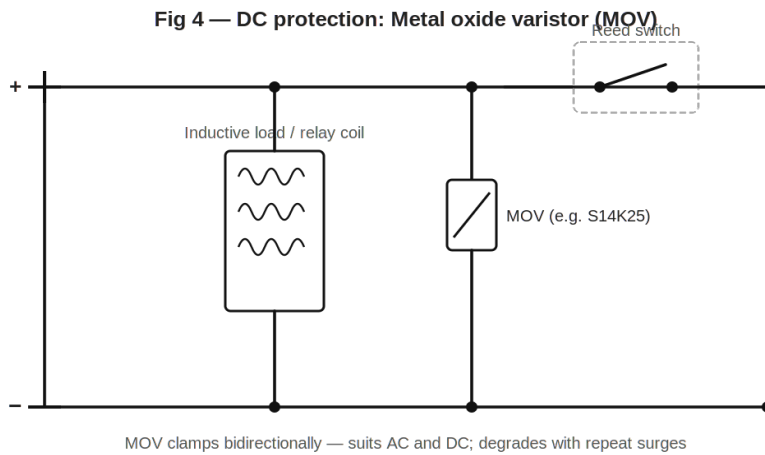 Fig 4 — DC protection: Metal oxide varistor (MOV)
Reed switch
+
Inductive load / relay coil
MOV (e.g. S14K25)
−
MOV clamps bidirectionally — suits AC and DC; degrades with repeat surges